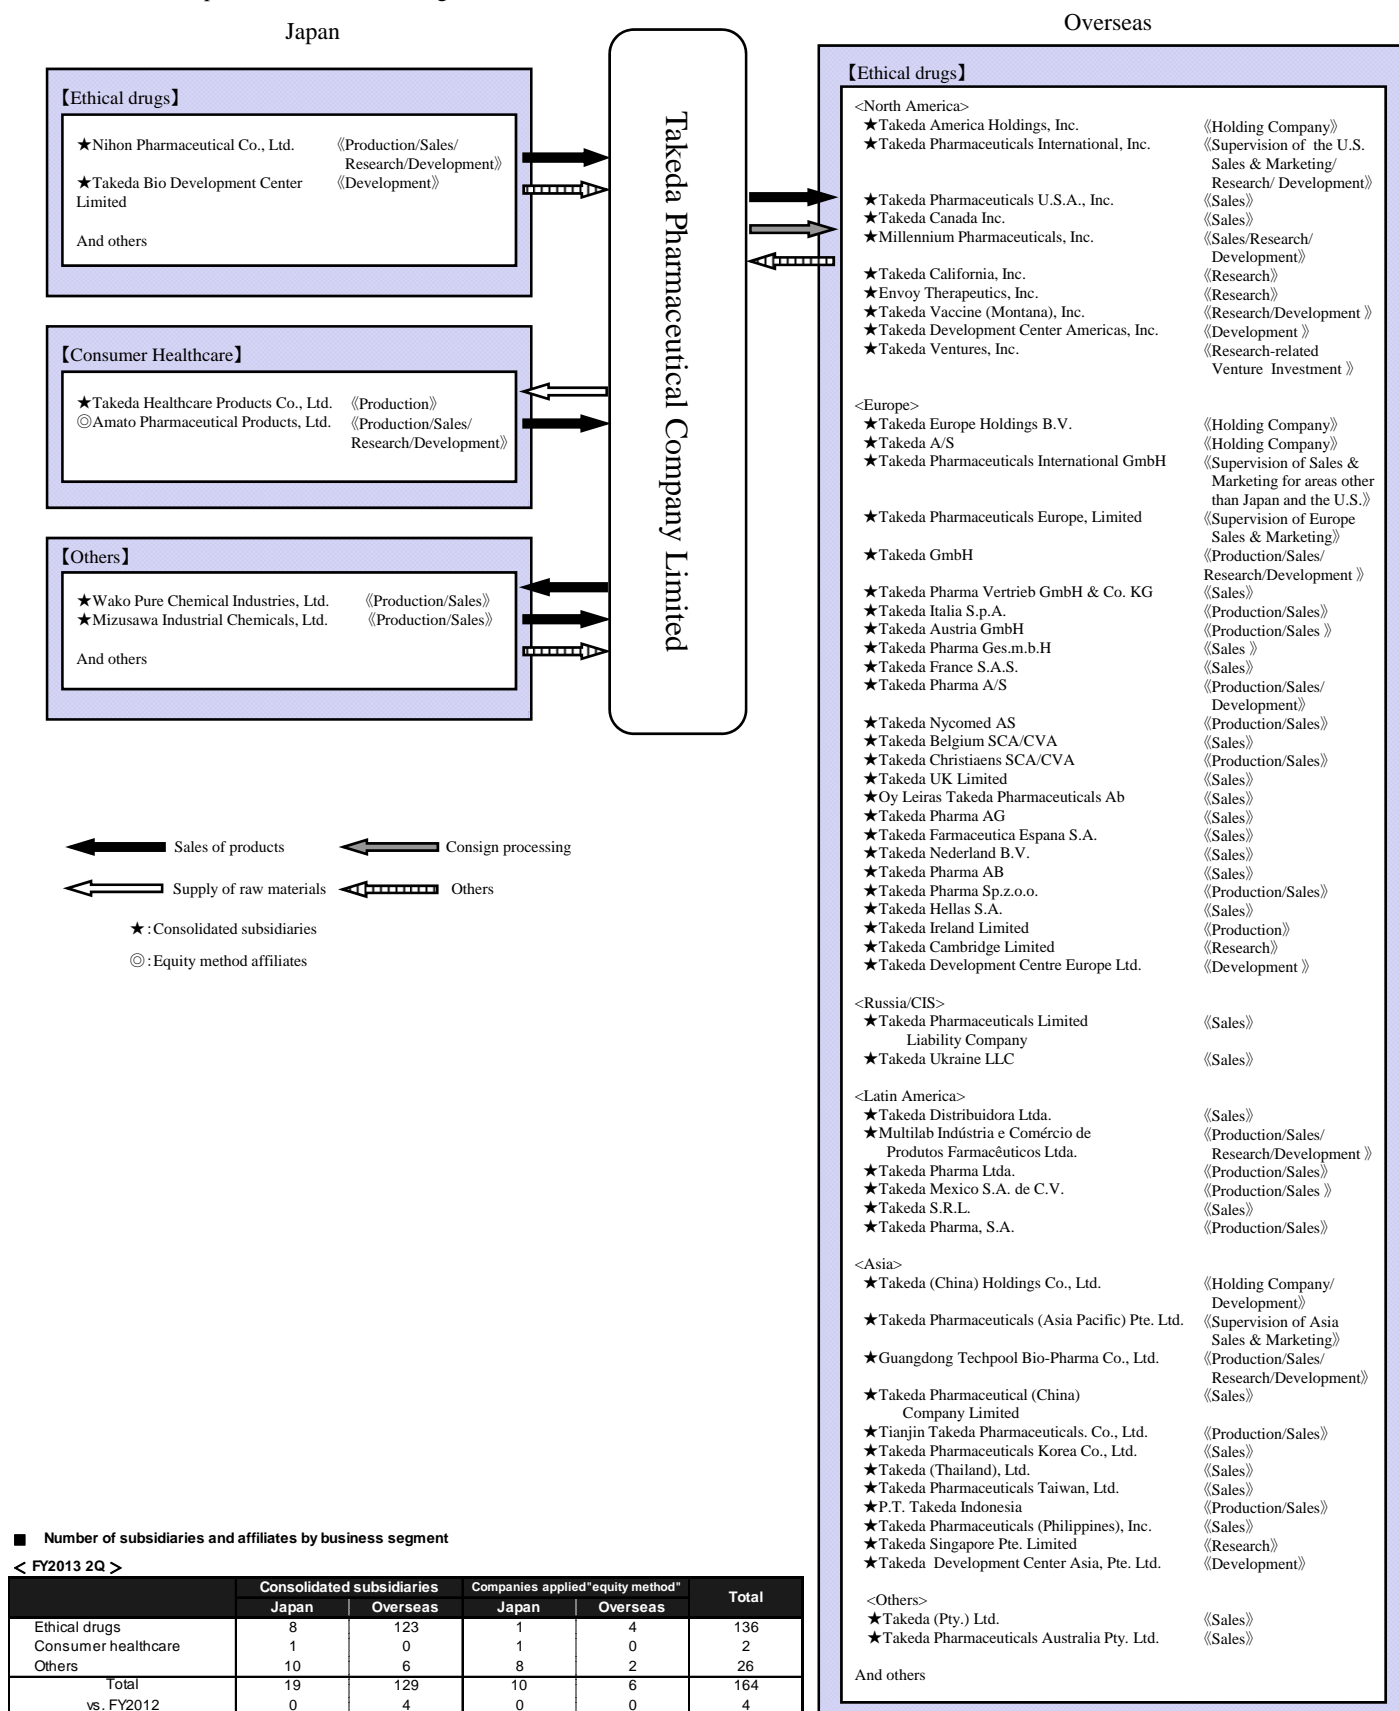 Japan
Overseas
【Ethical drugs】
★Nihon Pharmaceutical Co., Ltd. 《Production/Sales/
Research/Development》
★Takeda Bio Development Center 《Development》
Limited
And others
【Consumer Healthcare】
★Takeda Healthcare Products Co., Ltd. 《Production》
◎Amato Pharmaceutical Products, Ltd. 《Production/Sales/
Research/Development》
【Others】
★Wako Pure Chemical Industries, Ltd. 《Production/Sales》
★Mizusawa Industrial Chemicals, Ltd. 《Production/Sales》
And others
Takeda Pharmaceutical Company Limited
Sales of products
Consign processing
Supply of raw materials
Others
★:Consolidated subsidiaries
◎:Equity method affiliates
【Ethical drugs】
<North America>
★Takeda America Holdings, Inc. 《Holding Company》
★Takeda Pharmaceuticals International, Inc. 《Supervision of the U.S.
Sales & Marketing/
Research/ Development》
★Takeda Pharmaceuticals U.S.A., Inc. 《Sales》
★Takeda Canada Inc. 《Sales》
★Millennium Pharmaceuticals, Inc. 《Sales/Research/
Development》
★Takeda California, Inc. 《Research》
★Envoy Therapeutics, Inc. 《Research》
★Takeda Vaccine (Montana), Inc. 《Research/Development 》
★Takeda Development Center Americas, Inc. 《Development 》
★Takeda Ventures, Inc. 《Research-related
Venture Investment 》
<Europe>
★Takeda Europe Holdings B.V. 《Holding Company》
★Takeda A/S 《Holding Company》
★Takeda Pharmaceuticals International GmbH 《Supervision of Sales &
Marketing for areas other
than Japan and the U.S.》
★Takeda Pharmaceuticals Europe, Limited 《Supervision of Europe
Sales & Marketing》
★Takeda GmbH 《Production/Sales/
Research/Development 》
★Takeda Pharma Vertrieb GmbH & Co. KG 《Sales》
★Takeda Italia S.p.A. 《Production/Sales》
★Takeda Austria GmbH 《Production/Sales 》
★Takeda Pharma Ges.m.b.H 《Sales 》
★Takeda France S.A.S. 《Sales》
★Takeda Pharma A/S 《Production/Sales/
Development》
★Takeda Nycomed AS 《Production/Sales》
★Takeda Belgium SCA/CVA 《Sales》
★Takeda Christiaens SCA/CVA 《Production/Sales》
★Takeda UK Limited 《Sales》
★Oy Leiras Takeda Pharmaceuticals Ab 《Sales》
★Takeda Pharma AG 《Sales》
★Takeda Farmaceutica Espana S.A. 《Sales》
★Takeda Nederland B.V. 《Sales》
★Takeda Pharma AB 《Sales》
★Takeda Pharma Sp.z.o.o. 《Production/Sales》
★Takeda Hellas S.A. 《Sales》
★Takeda Ireland Limited 《Production》
★Takeda Cambridge Limited 《Research》
★Takeda Development Centre Europe Ltd. 《Development 》
<Russia/CIS>
★Takeda Pharmaceuticals Limited 《Sales》
Liability Company
★Takeda Ukraine LLC 《Sales》
<Latin America>
★Takeda Distribuidora Ltda. 《Sales》
★Multilab Indústria e Comércio de 《Production/Sales/
Produtos Farmacêuticos Ltda. Research/Development 》
★Takeda Pharma Ltda. 《Production/Sales》
★Takeda Mexico S.A. de C.V. 《Production/Sales 》
★Takeda S.R.L. 《Sales》
★Takeda Pharma, S.A. 《Production/Sales》
<Asia>
★Takeda (China) Holdings Co., Ltd. 《Holding Company/
Development》
★Takeda Pharmaceuticals (Asia Pacific) Pte. Ltd. 《Supervision of Asia
Sales & Marketing》
★Guangdong Techpool Bio-Pharma Co., Ltd. 《Production/Sales/
Research/Development》
★Takeda Pharmaceutical (China) 《Sales》
Company Limited
★Tianjin Takeda Pharmaceuticals. Co., Ltd. 《Production/Sales》
★Takeda Pharmaceuticals Korea Co., Ltd. 《Sales》
★Takeda (Thailand), Ltd. 《Sales》
★Takeda Pharmaceuticals Taiwan, Ltd. 《Sales》
★P.T. Takeda Indonesia 《Production/Sales》
★Takeda Pharmaceuticals (Philippines), Inc. 《Sales》
★Takeda Singapore Pte. Limited 《Research》
★Takeda Development Center Asia, Pte. Ltd. 《Development》
<Others>
★Takeda (Pty.) Ltd. 《Sales》
★Takeda Pharmaceuticals Australia Pty. Ltd. 《Sales》
And others
■ Number of subsidiaries and affiliates by business segment
< FY2013 2Q >
Consolidated subsidiaries Companies applied"equity method" Total
Japan Overseas Japan Overseas
Ethical drugs 8 123 1 4 136
Consumer healthcare 1 0 1 0 2
Others 10 6 8 2 26
Total 19 129 10 6 164
vs. FY2012 0 4 0 0 4